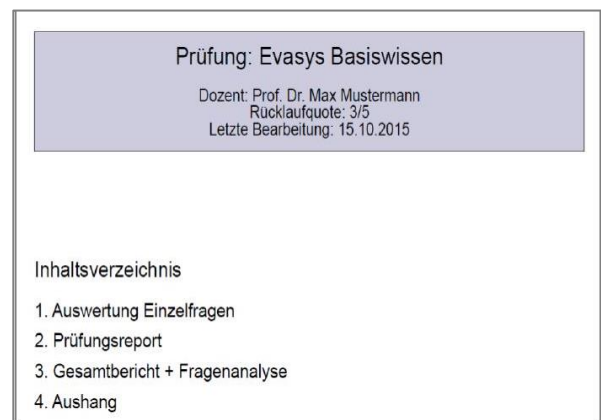 Prüfung: Evasys Basiswissen
Dozent: Prof. Dr. Max Mustermann
Rücklaufquote: 3/5
Letzte Bearbeitung: 15.10.2015
Inhaltsverzeichnis
1. Auswertung Einzelfragen
2. Prüfungsreport
3. Gesamtbericht + Fragenanalyse
4. Aushang